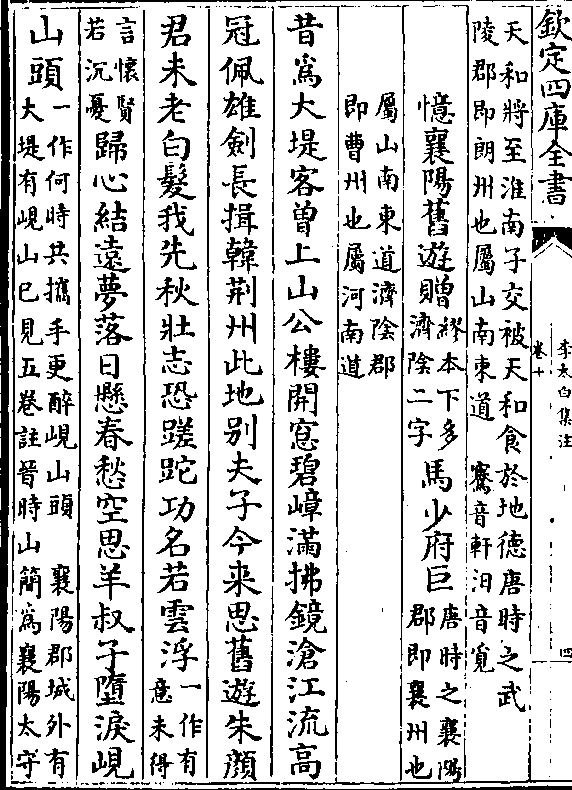 欽定四庫全書
李太白集注
卷十
四
天和將至淮南子交被天和食於地德唐時之武
陵郡即朗州也屬山南東道　騫音軒汨音覓
憶襄陽舊遊贈繆本下多濟陰二字馬少府巨唐時之襄陽郡即襄州也
屬山南東道濟陰郡
即曹州也屬河南道
昔爲大堤客曾上山公樓開窓碧嶂滿拂鏡滄江流高
冠佩雄劍長揖韓荆州此地别夫子今来思舊遊朱顔
君未老白髮我先秋壯志恐蹉跎功名若雲浮一作有意未得
言懷賢若沉憂歸心結遠夢落日懸春愁空思羊叔子墮淚峴
山頭一作何時共攜手更醉峴山頭　襄陽郡城外有
大堤有峴山已見五卷註晉時山簡爲襄陽太守